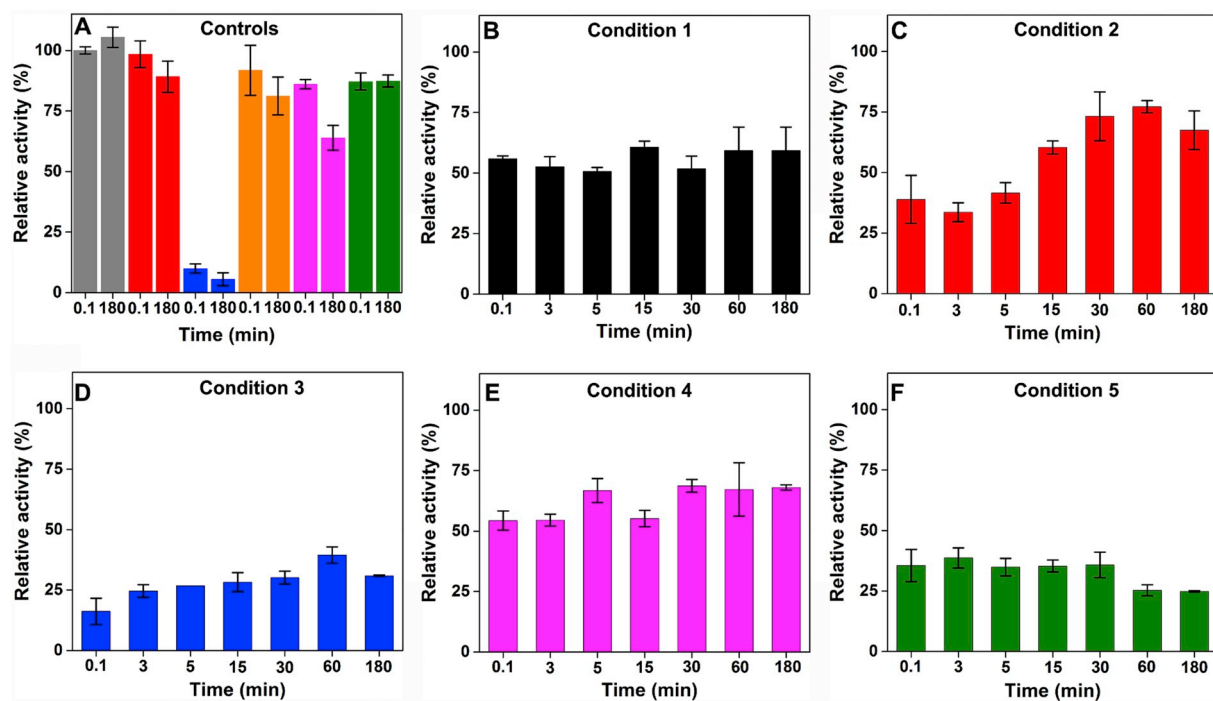 A
Controls
Relative activity (%)
100
75
50
25
0
0.1 180 0.1 180 0.1 180 0.1 180 0.1 180 0.1 180
Time (min)
B
Condition 1
Relative activity (%)
100
75
50
25
0
0.1 3 5 15 30 60 180
Time (min)
C
Condition 2
Relative activity (%)
100
75
50
25
0
0.1 3 5 15 30 60 180
Time (min)
D
Condition 3
Relative activity (%)
100
75
50
25
0
0.1 3 5 15 30 60 180
Time (min)
E
Condition 4
Relative activity (%)
100
75
50
25
0
0.1 3 5 15 30 60 180
Time (min)
F
Condition 5
Relative activity (%)
100
75
50
25
0
0.1 3 5 15 30 60 180
Time (min)